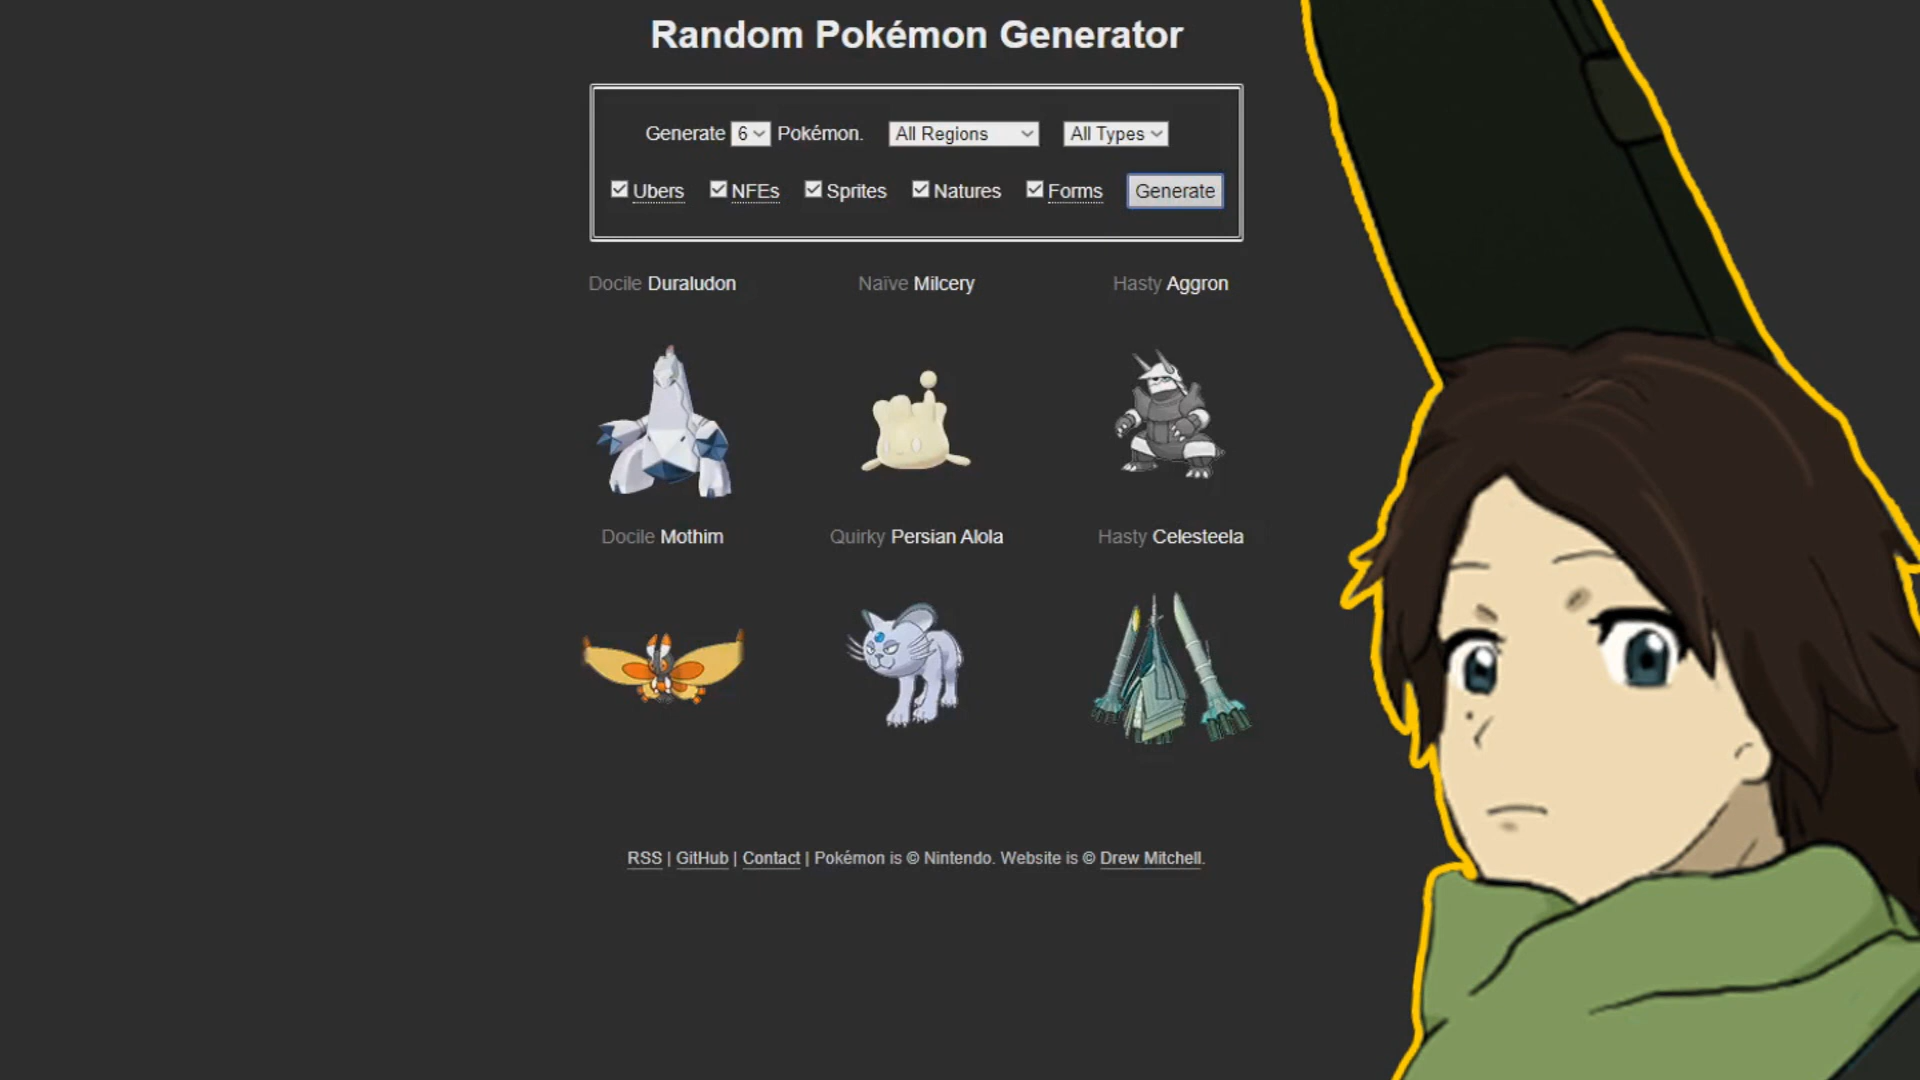 Random Pokémon Generator
Generate 6 Pokémon. All Regions All Types
Ubers NFEs Sprites Natures Forms Generate
Docile Duraludon Naïve Milcery Hasty Aggron
Docile Mothim Quirky Persian Alola Hasty Celesteela
RSS | GitHub | Contact | Pokémon is © Nintendo. Website is © Drew Mitchell.